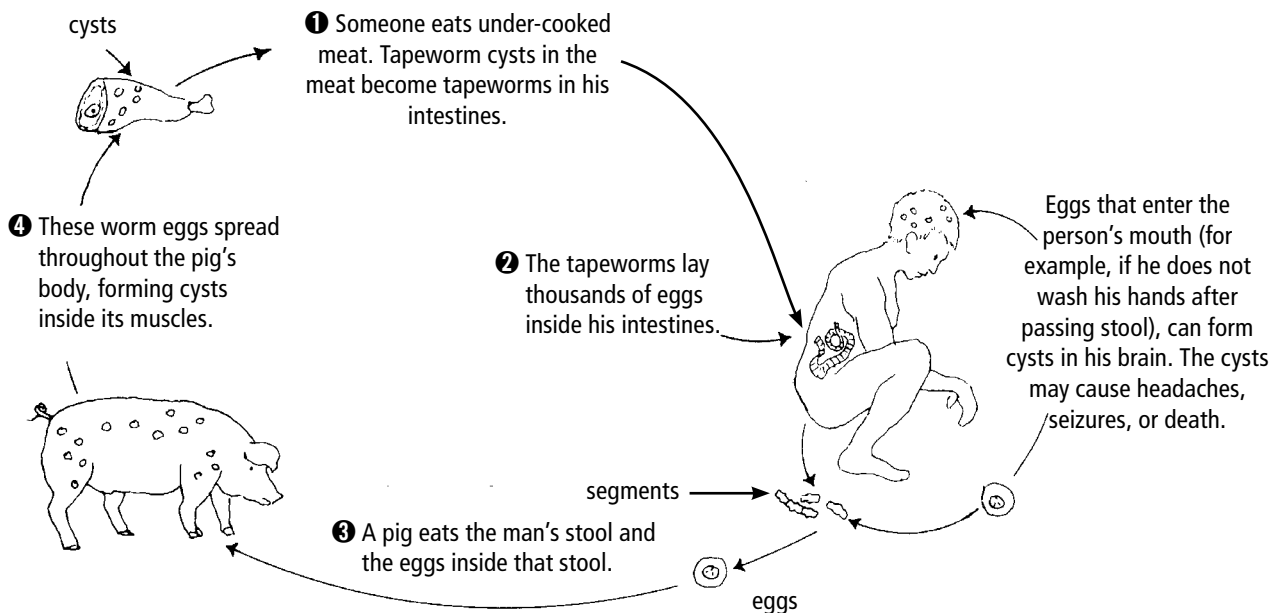 cysts
❶ Someone eats under-cooked
meat. Tapeworm cysts in the
meat become tapeworms in his
intestines.
❹ These worm eggs spread
throughout the pig's
body, forming cysts
inside its muscles.
❷ The tapeworms lay
thousands of eggs
inside his intestines.
Eggs that enter the
person's mouth (for
example, if he does not
wash his hands after
passing stool), can form
cysts in his brain. The cysts
may cause headaches,
seizures, or death.
segments
❸ A pig eats the man's stool and
the eggs inside that stool.
eggs